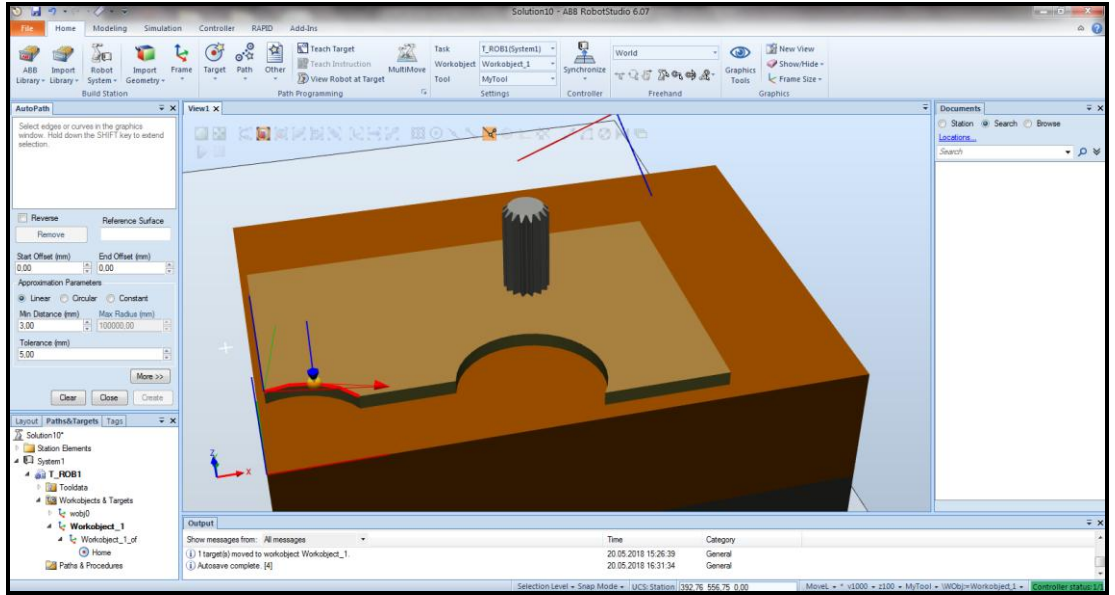 Solution10 - ABB RobotStudio 6.07
File Home Modeling Simulation Controller RAPID Add-Ins
ABB Library
Import Library
Robot System
Import Geometry
Frame
Build Station
Target
Path
Other
Teach Target
Teach Instruction
View Robot at Target
MultiMove
Path Programming
Task T_ROB1(System1)
Workobject Workobject_1
Tool MyTool
Settings
Synchronize
Controller
World
Freehand
Graphics Tools
New View
Show/Hide
Frame Size
Graphics
AutoPath
Select edges or curves in the graphics
window. Hold down the SHIFT key to extend
selection.
Reverse Reference Surface
Remove
Start Offset (mm) End Offset (mm)
0,00 0,00
Approximation Parameters
Linear Circular Constant
Min Distance (mm) Max Radius (mm)
3,00 100000,00
Tolerance (mm)
5,00
More >>
Clear Close Create
Layout Paths&Targets Tags
Solution10*
Station Elements
System1
T_ROB1
Tooldata
Workobjects & Targets
wobj0
Workobject_1
Workobject_1_of
Home
Paths & Procedures
View1
Z
X
Documents
Station Search Browse
Locations...
Search
Output
Show messages from: All messages Time Category
1 target(s) moved to workobject Workobject_1. 20.05.2018 15:26:39 General
Autosave complete. [4] 20.05.2018 16:31:34 General
Selection Level Snap Mode UCS: Station 392,76 556,75 0,00 MoveL * v1000 z100 MyTool \WObj:=Workobject_1 Controller status: 1/1